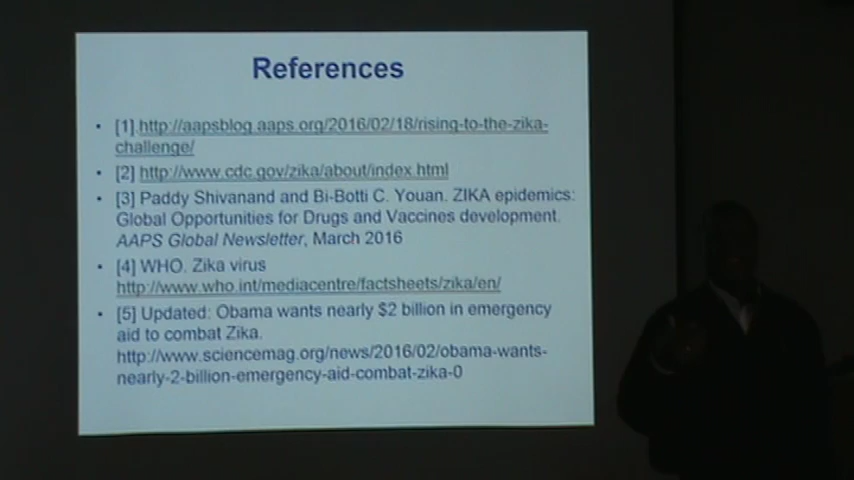 References
• [1] http://aapsblog.aaps.org/2016/02/18/rising-to-the-zika-
challenge/
• [2] http://www.cdc.gov/zika/about/index.html
• [3] Paddy Shivanand and Bi-Botti C. Youan. ZIKA epidemics:
Global Opportunities for Drugs and Vaccines development.
AAPS Global Newsletter, March 2016
• [4] WHO. Zika virus
http://www.who.int/mediacentre/factsheets/zika/en/
• [5] Updated: Obama wants nearly $2 billion in emergency
aid to combat Zika.
http://www.sciencemag.org/news/2016/02/obama-wants-
nearly-2-billion-emergency-aid-combat-zika-0